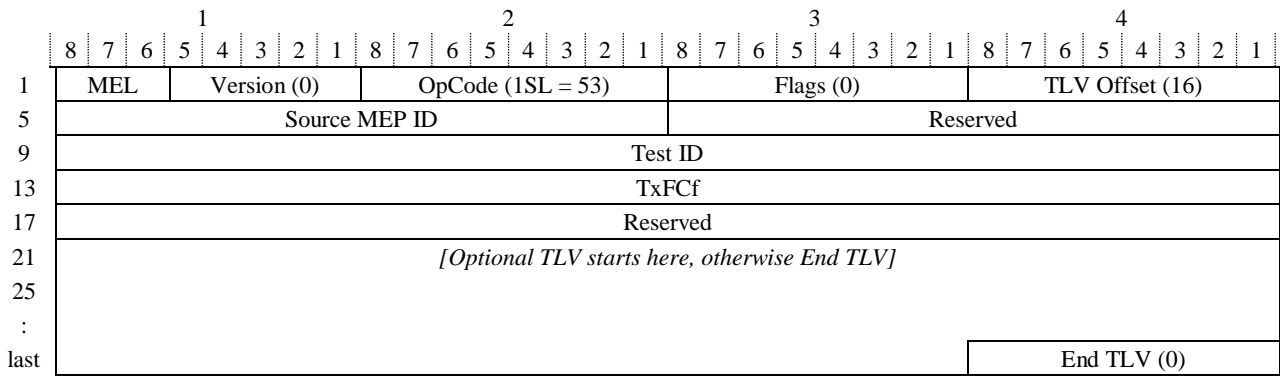 1 2 3 4
8 7 6 5 4 3 2 1 8 7 6 5 4 3 2 1 8 7 6 5 4 3 2 1 8 7 6 5 4 3 2 1
1 MEL Version (0) OpCode (1SL = 53) Flags (0) TLV Offset (16)
5 Source MEP ID Reserved
9 Test ID
13 TxFCf
17 Reserved
21 [Optional TLV starts here, otherwise End TLV]
25
:
last End TLV (0)